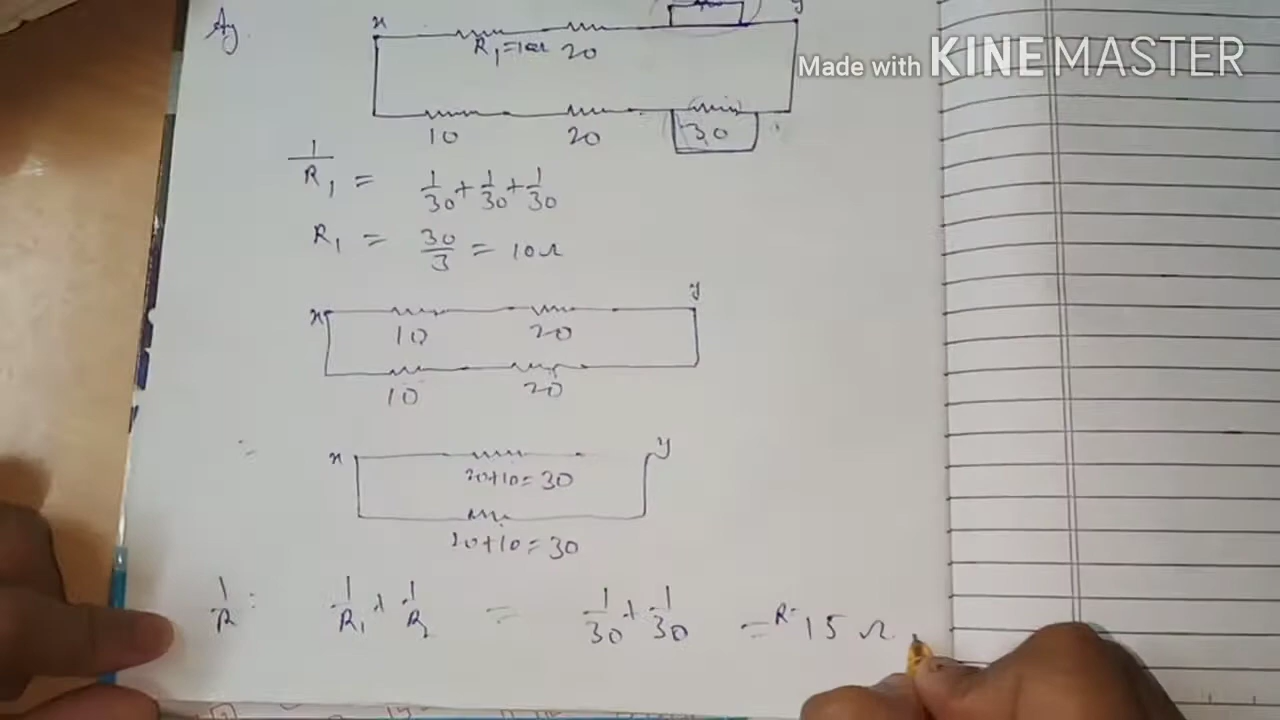 Ay
x
y
R₁=10Ω 20
10 20 30
1/R₁ = 1/30 + 1/30 + 1/30
R₁ = 30/3 = 10Ω
x y
10 20
10 20
x y
20+10=30
20+10=30
1/R = 1/R₁ + 1/R₂ = 1/30 + 1/30 = R- 15 Ω
Made with KINEMASTER